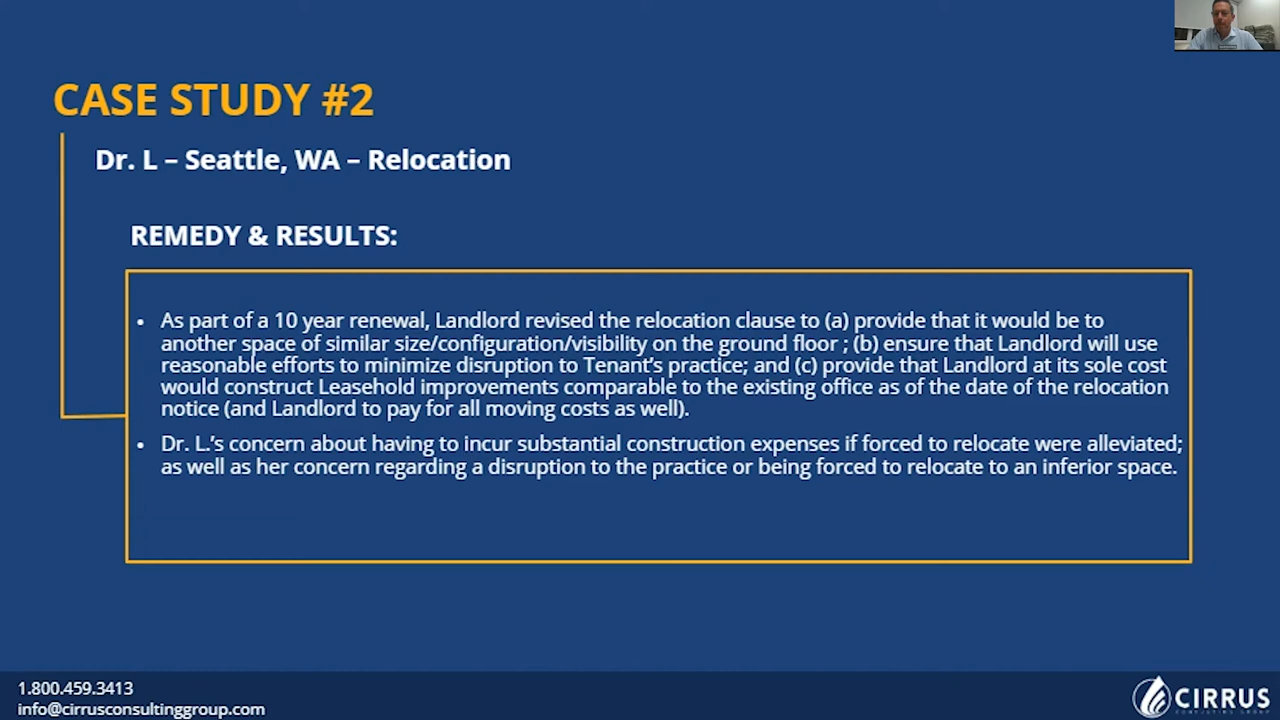 CASE STUDY #2
Dr. L – Seattle, WA – Relocation
REMEDY & RESULTS:
• As part of a 10 year renewal, Landlord revised the relocation clause to (a) provide that it would be to
another space of similar size/configuration/visibility on the ground floor ; (b) ensure that Landlord will use
reasonable efforts to minimize disruption to Tenant's practice; and (c) provide that Landlord at its sole cost
would construct Leasehold improvements comparable to the existing office as of the date of the relocation
notice (and Landlord to pay for all moving costs as well).
• Dr. L.'s concern about having to incur substantial construction expenses if forced to relocate were alleviated;
as well as her concern regarding a disruption to the practice or being forced to relocate to an inferior space.
1.800.459.3413
info@cirrusconsultinggroup.com
CIRRUS
CONSULTING GROUP